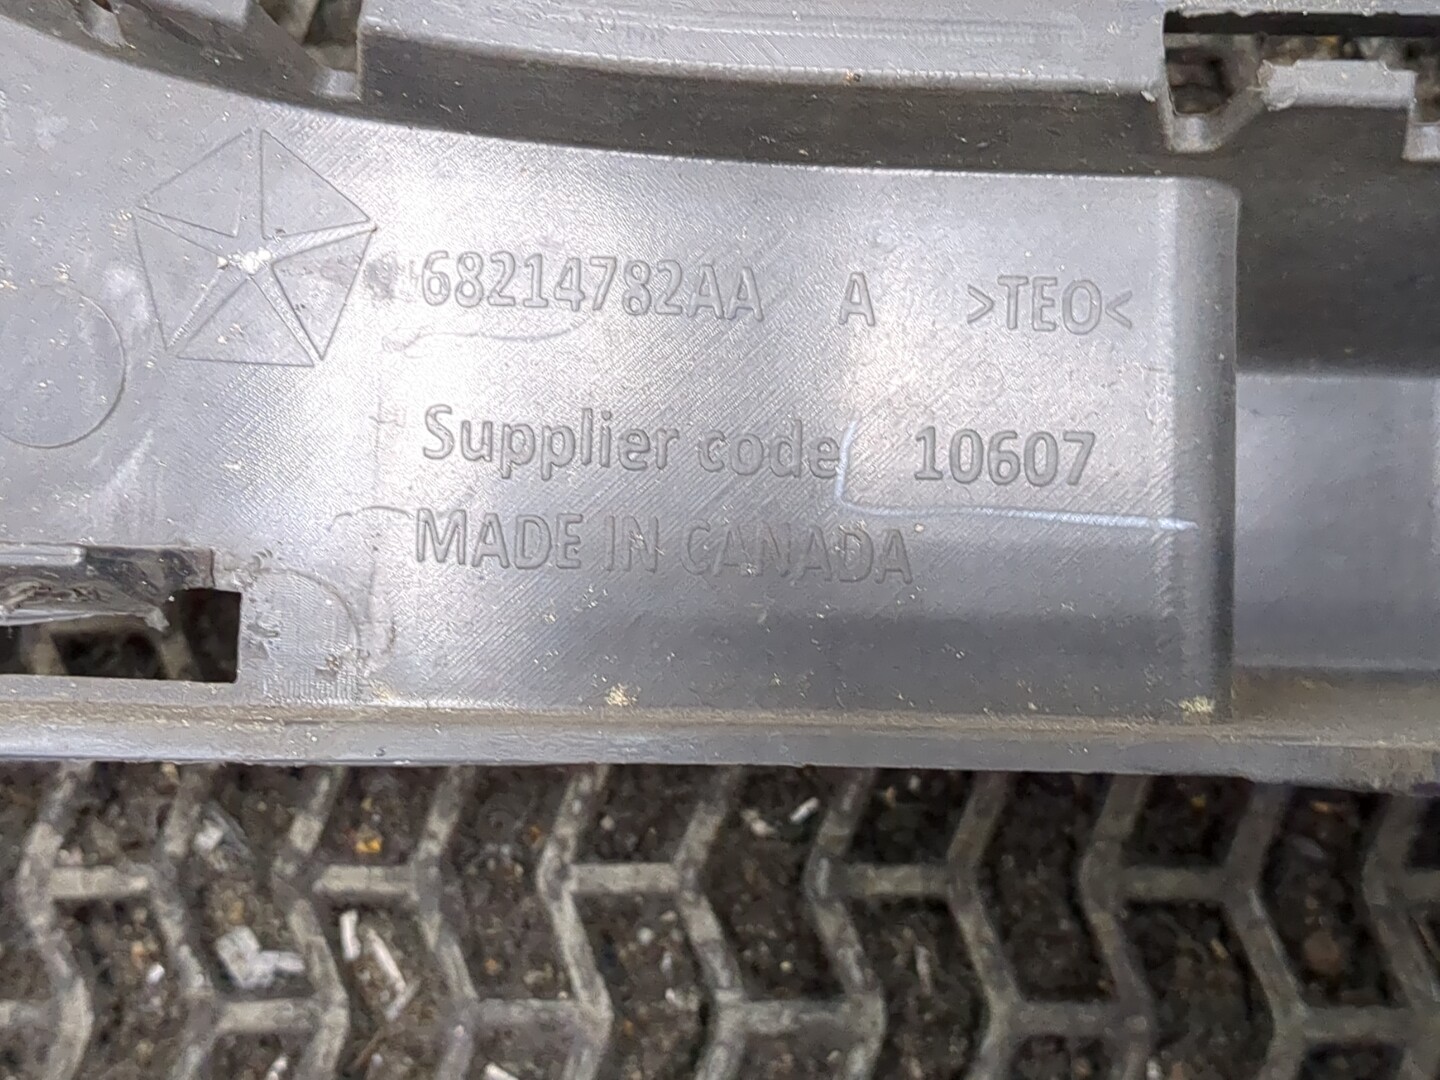 68214782AA A >TEO<
Supplier code 10607
MADE IN CANADA